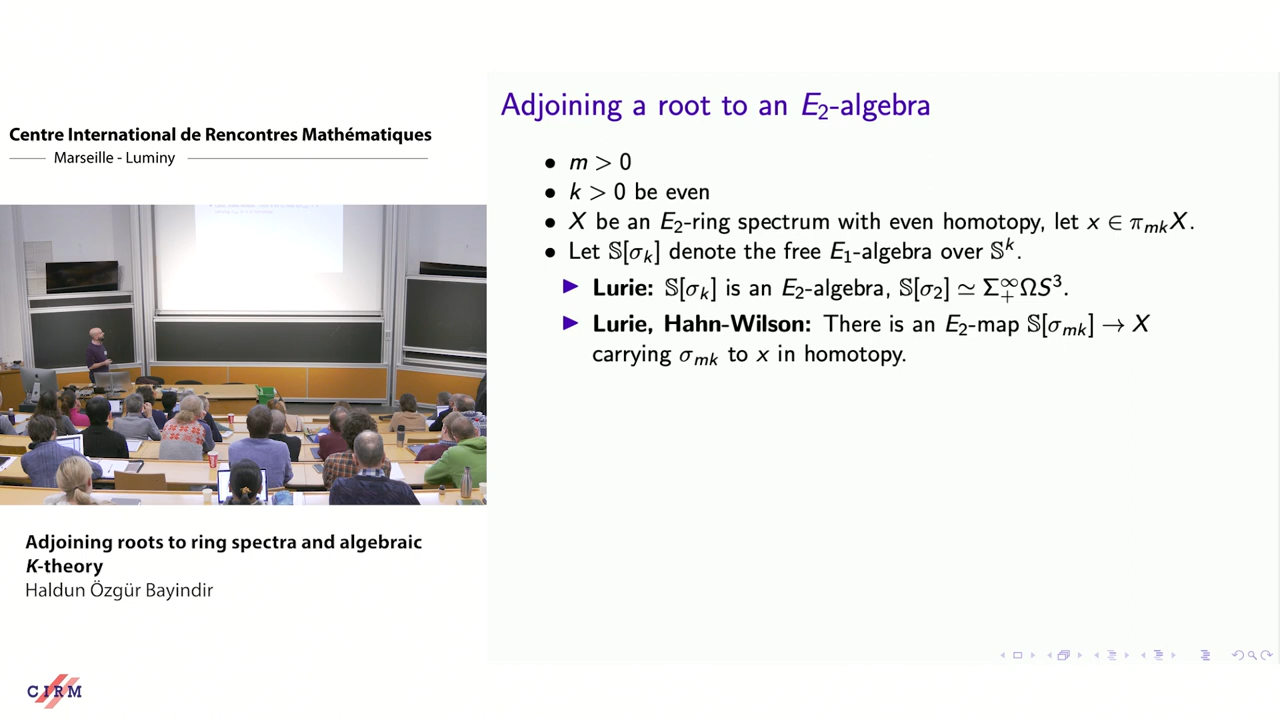 Centre International de Rencontres Mathématiques
Marseille - Luminy
Adjoining roots to ring spectra and algebraic
K-theory
Haldun Özgür Bayindir
CIRM
Adjoining a root to an E₂-algebra
• m > 0
• k > 0 be even
• X be an E₂-ring spectrum with even homotopy, let x ∈ π_{mk}X.
• Let 𝕊[σ_k] denote the free E₁-algebra over 𝕊^k.
▶ Lurie: 𝕊[σ_k] is an E₂-algebra, 𝕊[σ₂] ≃ Σ^∞_+ ΩS³.
▶ Lurie, Hahn-Wilson: There is an E₂-map 𝕊[σ_{mk}] → X
carrying σ_{mk} to x in homotopy.